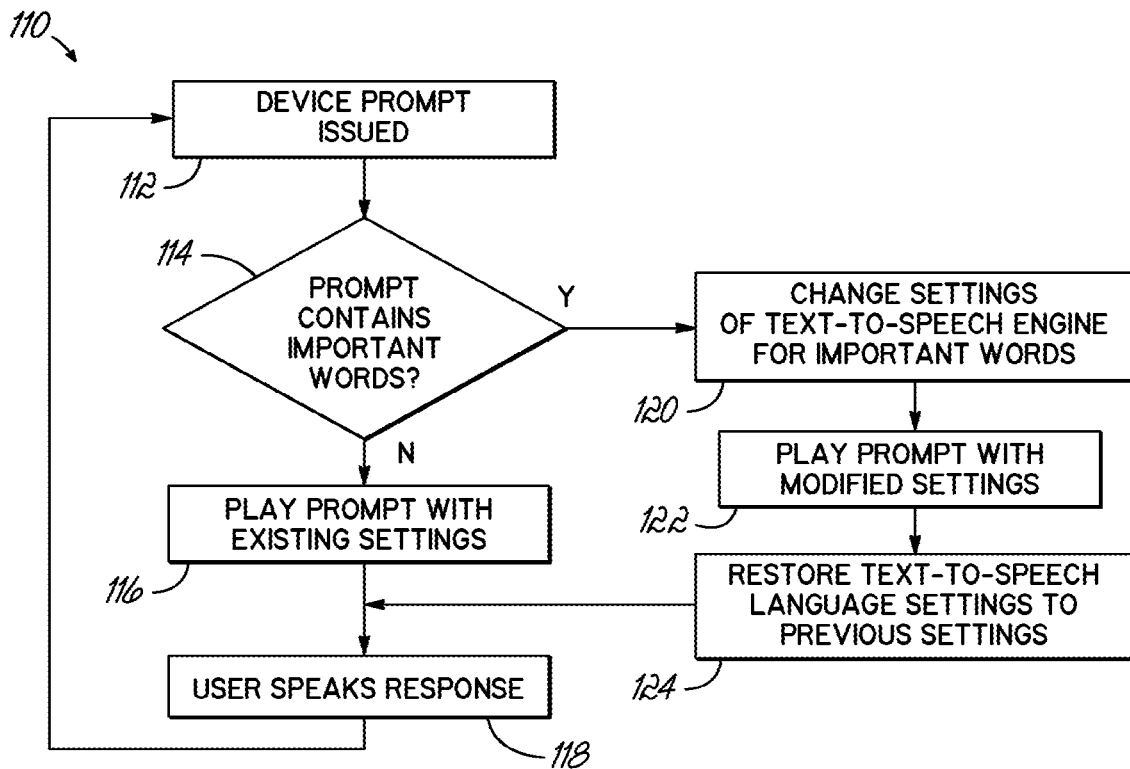 110
DEVICE PROMPT
ISSUED
112
114
PROMPT
CONTAINS
IMPORTANT
WORDS?
Y
N
CHANGE SETTINGS
OF TEXT-TO-SPEECH ENGINE
FOR IMPORTANT WORDS
120
PLAY PROMPT WITH
MODIFIED SETTINGS
122
PLAY PROMPT WITH
EXISTING SETTINGS
116
RESTORE TEXT-TO-SPEECH
LANGUAGE SETTINGS TO
PREVIOUS SETTINGS
124
USER SPEAKS RESPONSE
118